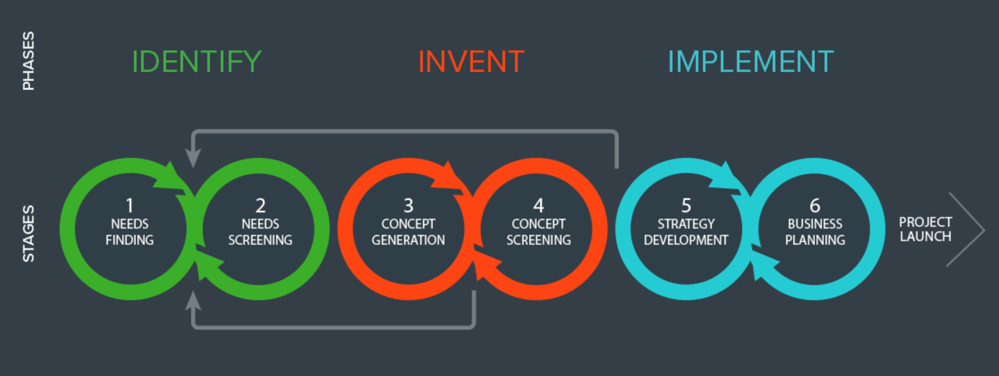 PHASES
IDENTIFY
INVENT
IMPLEMENT
STAGES
1
NEEDS
FINDING
2
NEEDS
SCREENING
3
CONCEPT
GENERATION
4
CONCEPT
SCREENING
5
STRATEGY
DEVELOPMENT
6
BUSINESS
PLANNING
PROJECT
LAUNCH